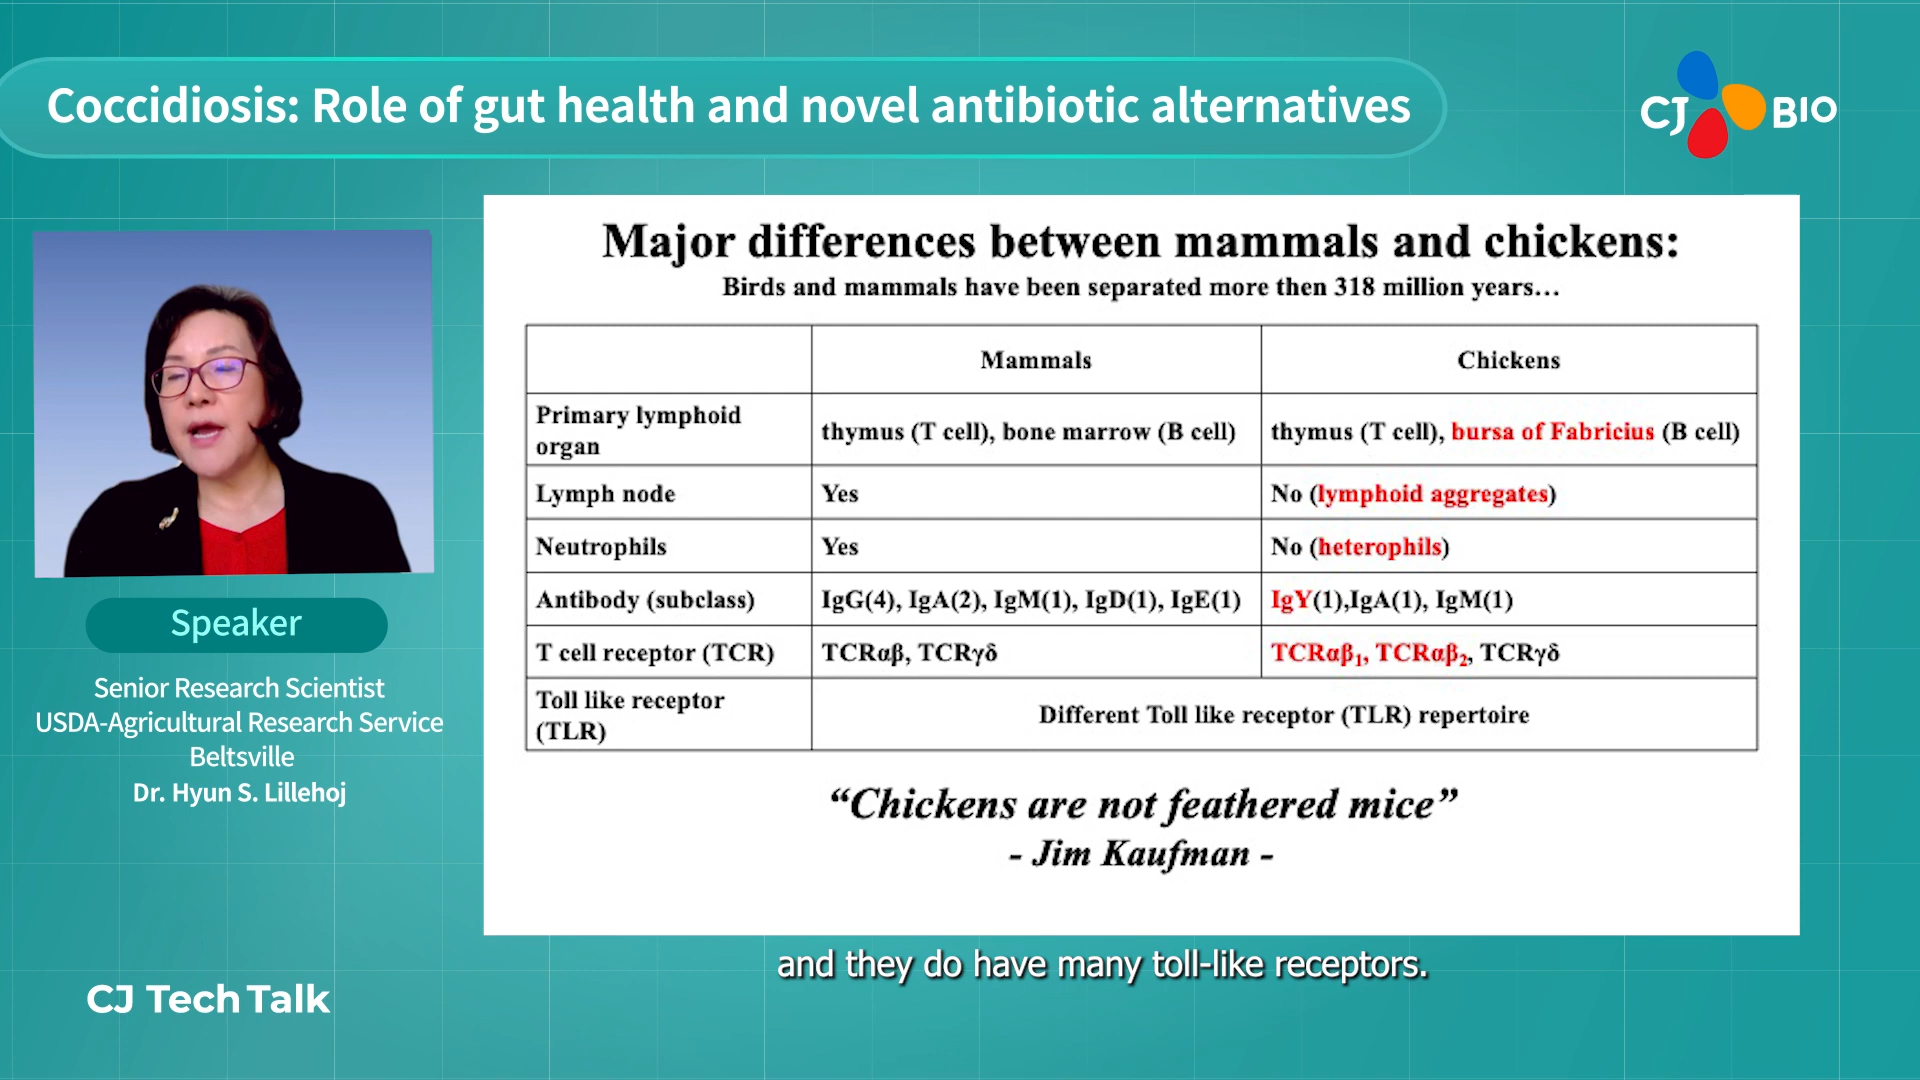 Coccidiosis: Role of gut health and novel antibiotic alternatives
CJ BIO
Major differences between mammals and chickens:
Birds and mammals have been separated more then 318 million years...
Mammals Chickens
Primary lymphoid organ thymus (T cell), bone marrow (B cell) thymus (T cell), bursa of Fabricius (B cell)
Lymph node Yes No (lymphoid aggregates)
Neutrophils Yes No (heterophils)
Antibody (subclass) IgG(4), IgA(2), IgM(1), IgD(1), IgE(1) IgY(1),IgA(1), IgM(1)
T cell receptor (TCR) TCRαβ, TCRγδ TCRαβ₁, TCRαβ₂, TCRγδ
Toll like receptor (TLR) Different Toll like receptor (TLR) repertoire
“Chickens are not feathered mice”
- Jim Kaufman -
Speaker
Senior Research Scientist
USDA-Agricultural Research Service
Beltsville
Dr. Hyun S. Lillehoj
and they do have many toll-like receptors.
CJ Tech Talk